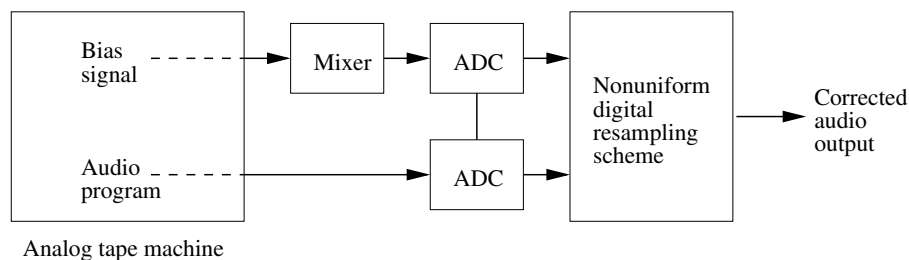 Bias
signal
Mixer
ADC
Nonuniform
digital
resampling
scheme
Corrected
audio
output
Audio
program
ADC
Analog tape machine